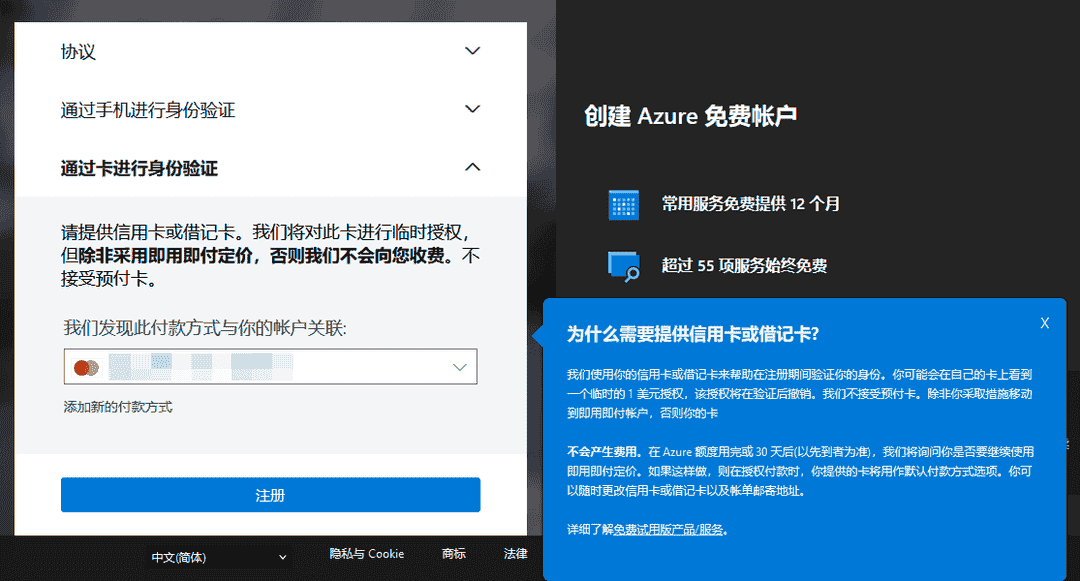 协议
通过手机进行身份验证
通过卡进行身份验证
请提供信用卡或借记卡。我们将对此卡进行临时授权，
但除非采用即用即付定价，否则我们不会向您收费。不
接受预付卡。
我们发现此付款方式与你的帐户关联:
添加新的付款方式
注册
中文(简体)
隐私与 Cookie
商标
法律
创建 Azure 免费帐户
常用服务免费提供 12 个月
超过 55 项服务始终免费
为什么需要提供信用卡或借记卡?
X
我们使用你的信用卡或借记卡来帮助在注册期间验证你的身份。你可能会在自己的卡上看到
一个临时的 1 美元授权，该授权将在验证后撤销。我们不接受预付卡。除非你采取措施移动
到即用即付帐户，否则你的卡
不会产生费用。在 Azure 额度用完或 30 天后(以先到者为准)，我们将询问你是否要继续使用
即用即付定价。如果这样做，则在授权付款时，你提供的卡将用作默认付款方式选项。你可
以随时更改信用卡或借记卡以及帐单邮寄地址。
详细了解免费试用版产品/服务。